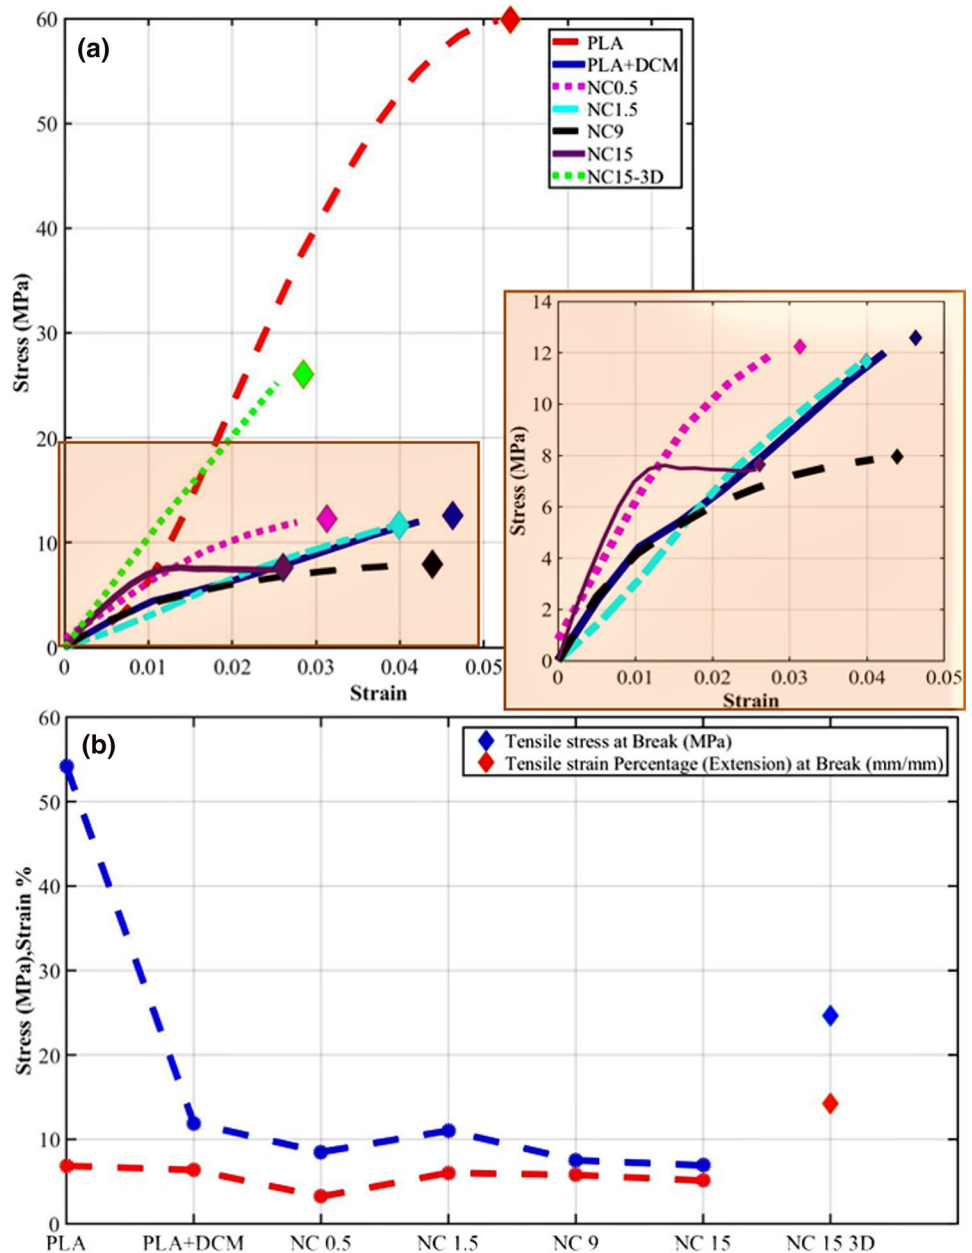 (a)
60
50
40
30
20
10
0
Stress (MPa)
0 0.01 0.02 0.03 0.04 0.05
Strain
PLA
PLA+DCM
NC0.5
NC1.5
NC9
NC15
NC15-3D
14
12
10
8
6
4
2
0
Stress (MPa)
0 0.01 0.02 0.03 0.04 0.05
Strain
(b)
Tensile stress at Break (MPa)
Tensile strain Percentage (Extension) at Break (mm/mm)
60
50
40
30
20
10
0
Stress (MPa),Strain %
PLA PLA+DCM NC 0.5 NC 1.5 NC 9 NC 15 NC 15 3D